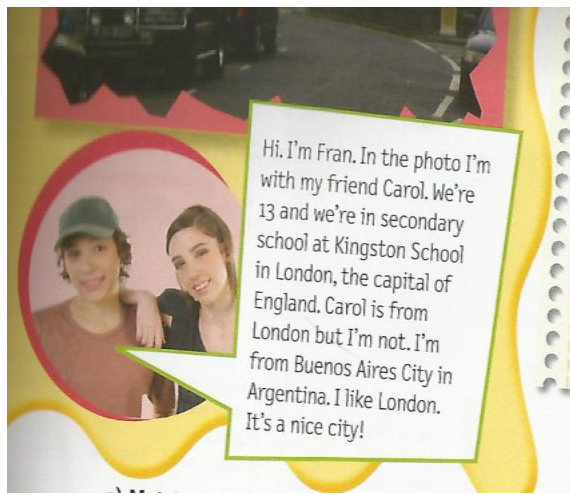 Hi. I'm Fran. In the photo I'm
with my friend Carol. We're
13 and we're in secondary
school at Kingston School
in London, the capital of
England. Carol is from
London but I'm not. I'm
from Buenos Aires City in
Argentina. I like London.
It's a nice city!